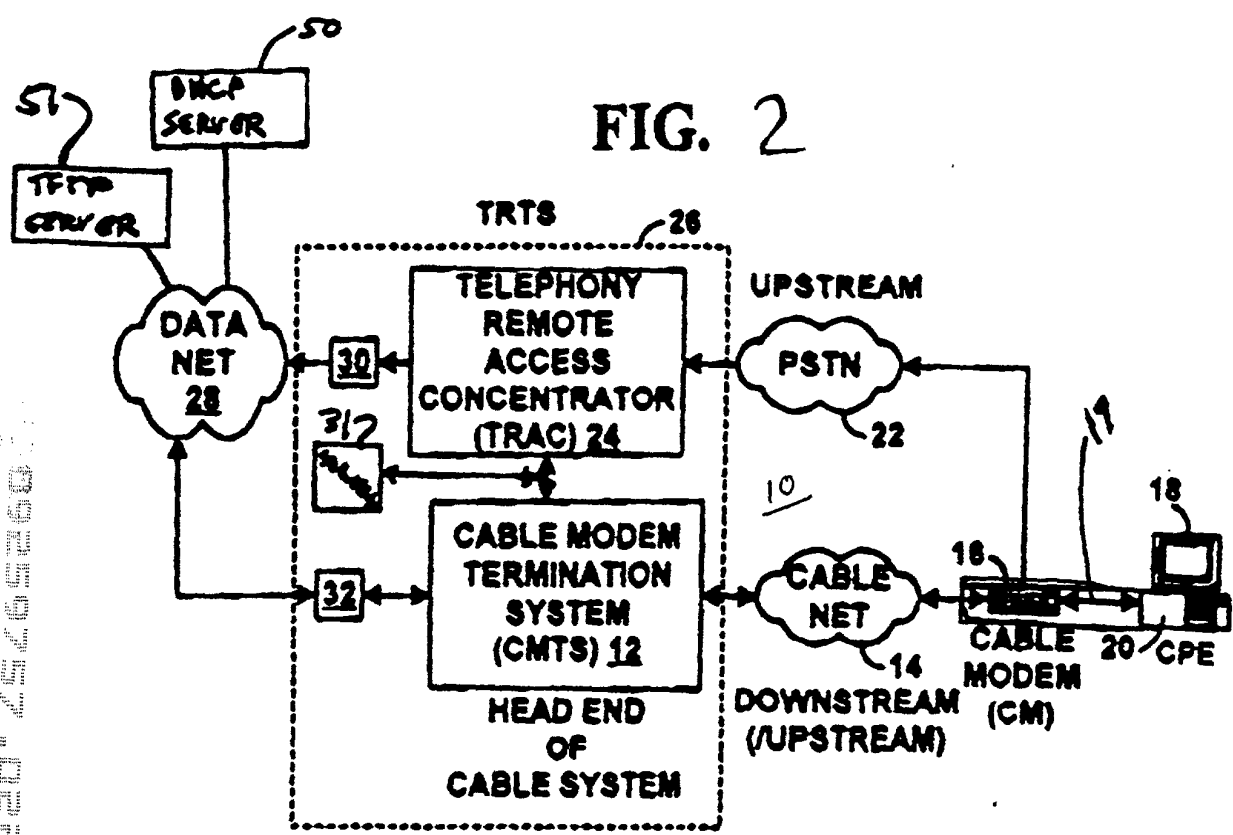 50
DHCP
SERVER
51
TFTP
SERVER
FIG. 2
TRTS
26
TELEPHONY
REMOTE
ACCESS
CONCENTRATOR
(TRAC) 24
UPSTREAM
DATA
NET
28
30
PSTN
22
19
10
32
CABLE MODEM
TERMINATION
SYSTEM
(CMTS) 12
CABLE
NET
14
16
18
20
CPE
CABLE
MODEM
(CM)
DOWNSTREAM
(/UPSTREAM)
HEAD END
OF
CABLE SYSTEM